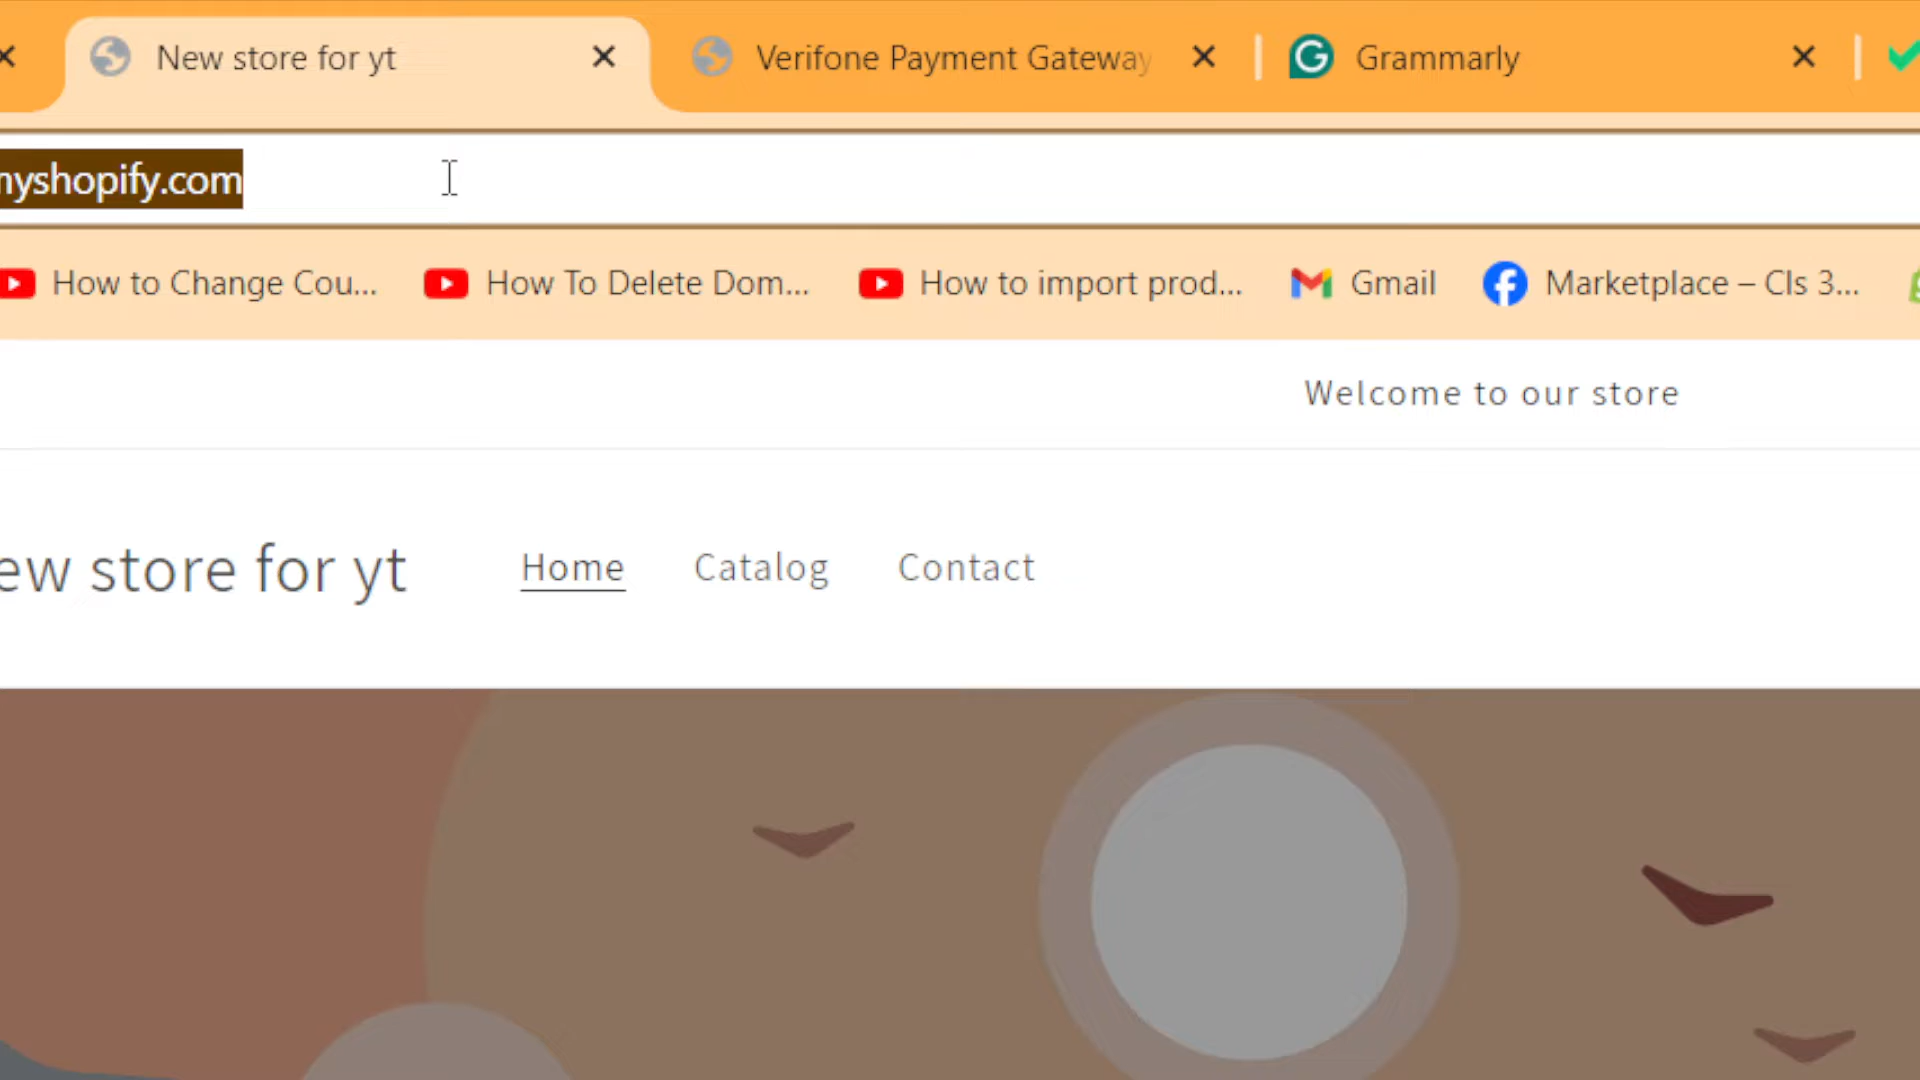 New store for yt
Verifone Payment Gateway
Grammarly
myshopify.com
How to Change Cou...
How To Delete Dom...
How to import prod...
Gmail
Marketplace – Cls 3...
Welcome to our store
ew store for yt
Home
Catalog
Contact